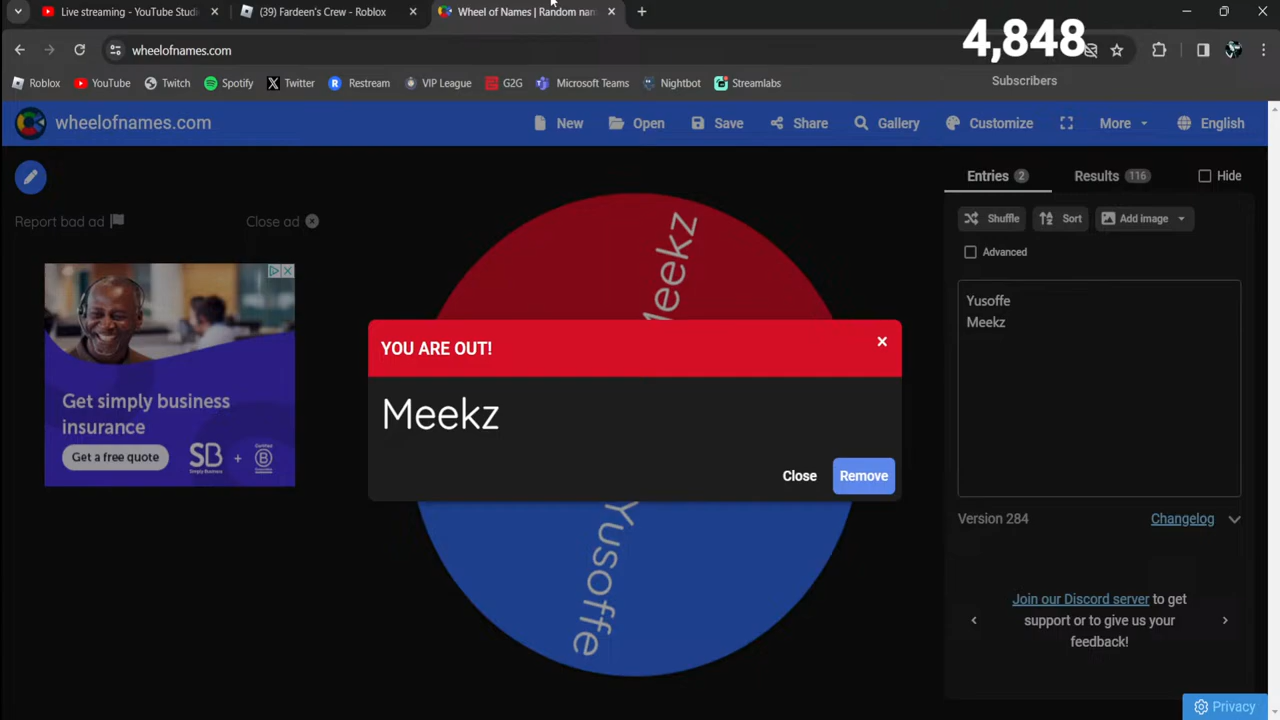 Live streaming - YouTube Studi
(39) Fardeen's Crew - Roblox
Wheel of Names | Random nam
wheelofnames.com
4,848
Subscribers
Roblox
YouTube
Twitch
Spotify
Twitter
Restream
VIP League
G2G
Microsoft Teams
Nightbot
Streamlabs
wheelofnames.com
New
Open
Save
Share
Gallery
Customize
More
English
Report bad ad
Close ad
Entries 2
Results 116
Hide
Shuffle
Sort
Add image
Advanced
Yusoffe
Meekz
Get simply business
insurance
Get a free quote
SB
Simply Business
+
B
Meekz
YOU ARE OUT!
Meekz
Close
Remove
Yusoffe
Version 284
Changelog
Join our Discord server to get
support or to give us your
feedback!
Privacy